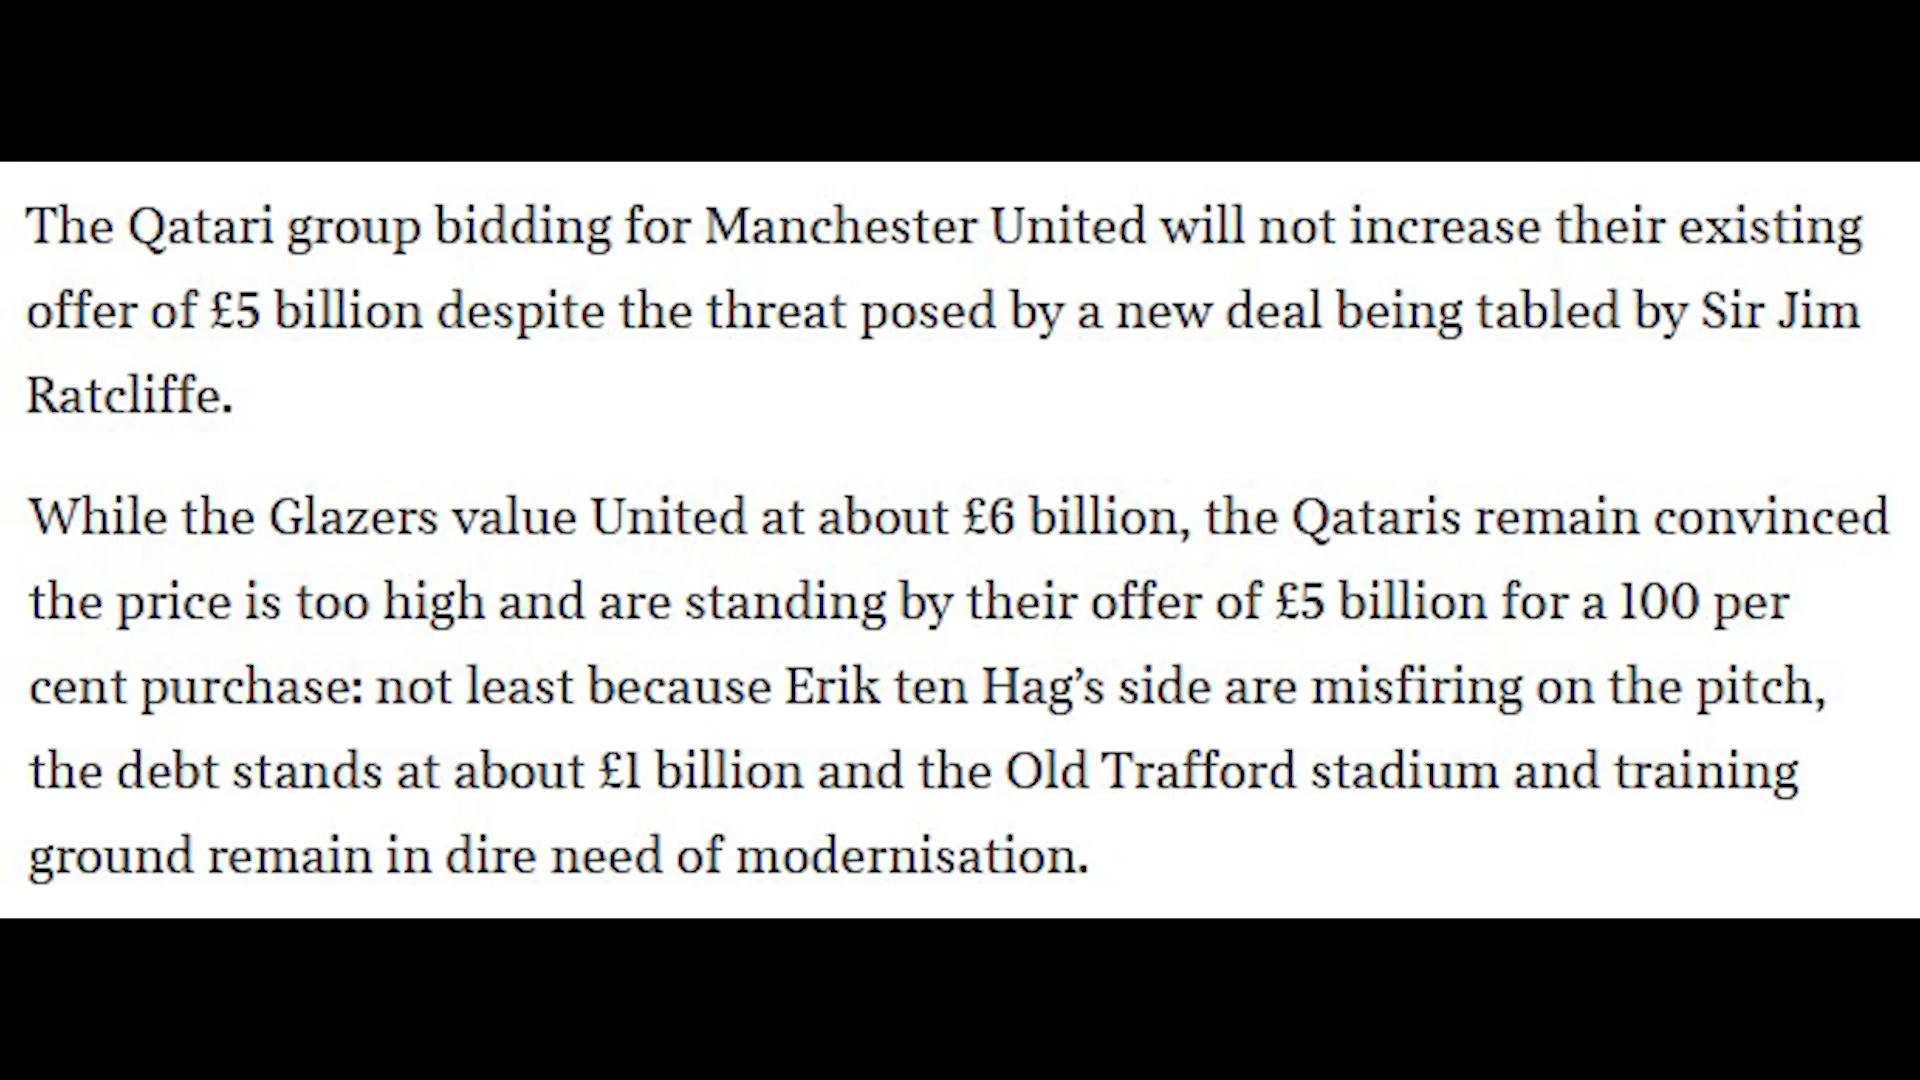 The Qatari group bidding for Manchester United will not increase their existing
offer of £5 billion despite the threat posed by a new deal being tabled by Sir Jim
Ratcliffe.
While the Glazers value United at about £6 billion, the Qataris remain convinced
the price is too high and are standing by their offer of £5 billion for a 100 per
cent purchase: not least because Erik ten Hag’s side are misfiring on the pitch,
the debt stands at about £1 billion and the Old Trafford stadium and training
ground remain in dire need of modernisation.